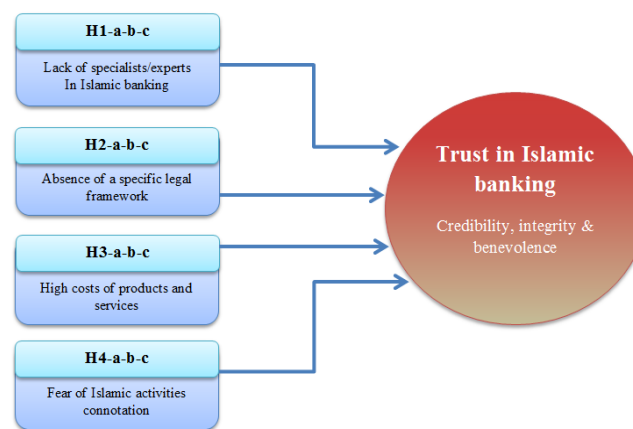 H1-a-b-c
Lack of specialists/experts
In Islamic banking
H2-a-b-c
Absence of a specific legal
framework
H3-a-b-c
High costs of products and
services
H4-a-b-c
Fear of Islamic activities
connotation
Trust in Islamic
banking
Credibility, integrity &
benevolence